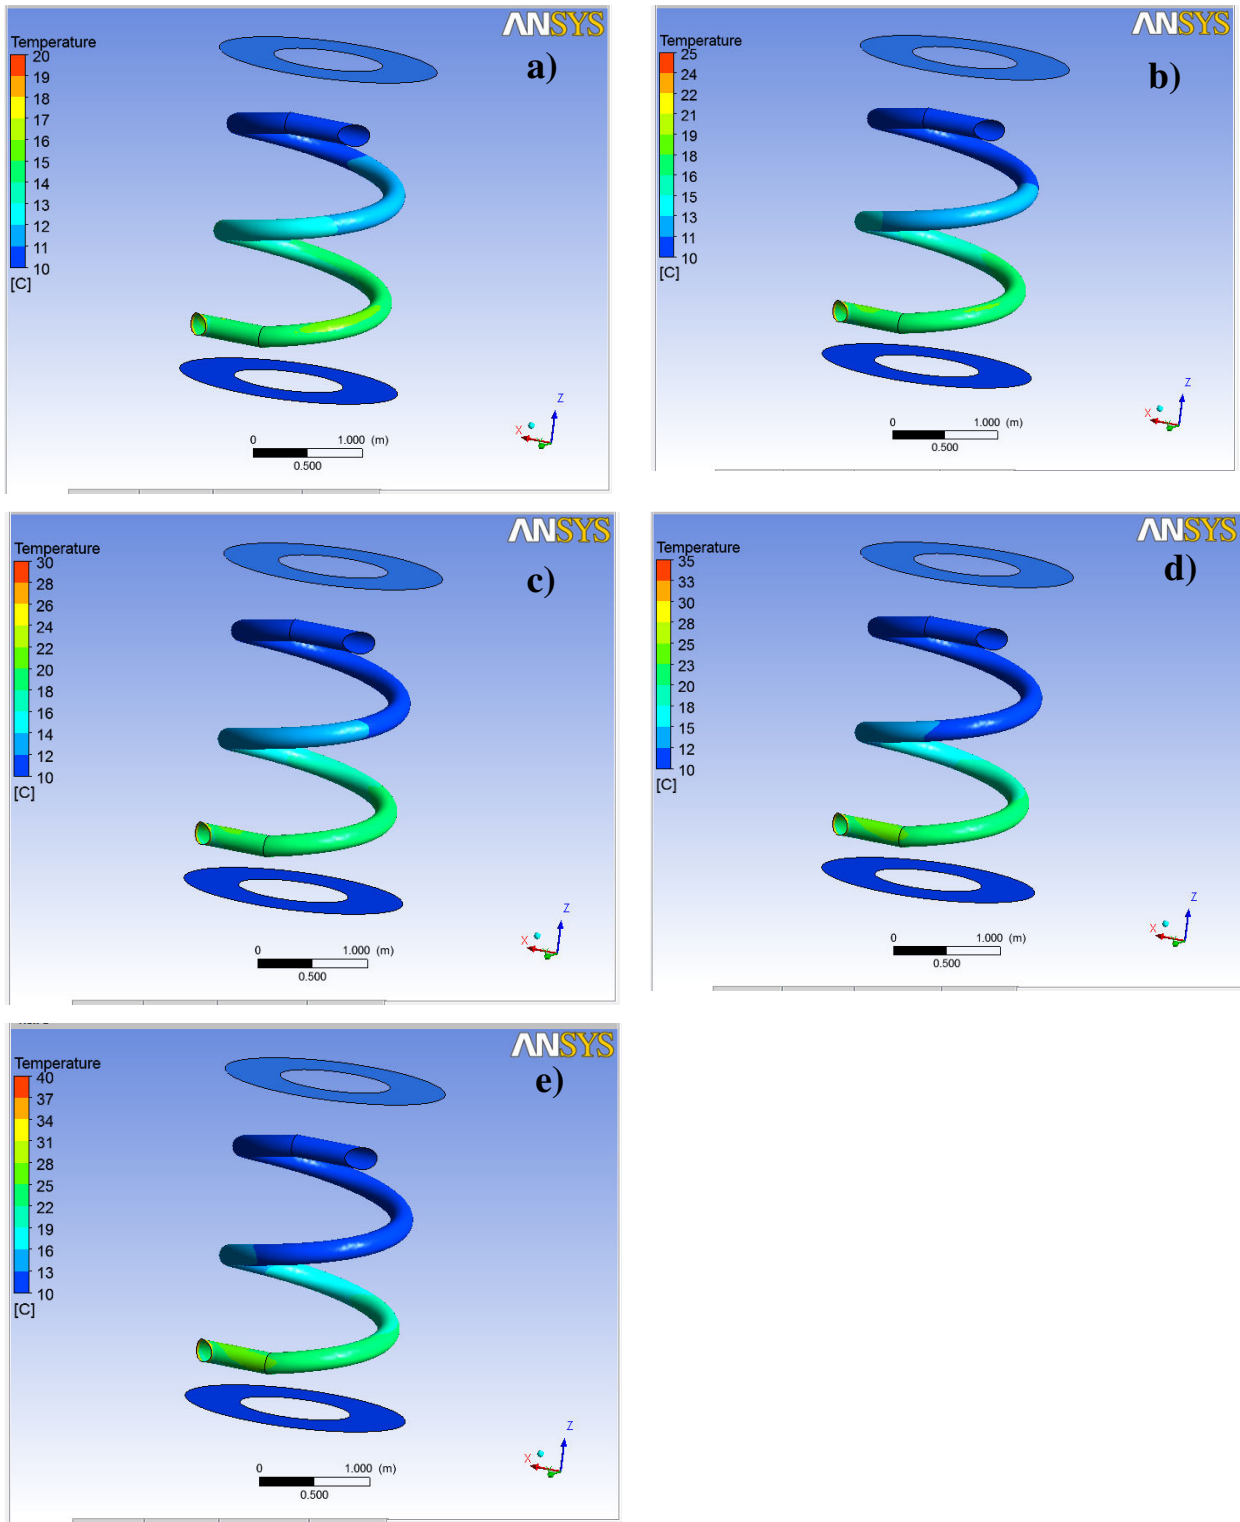 ANSYS
Temperature
a)
20
19
18
17
16
15
14
13
12
11
10
[C]
Z
X
0 1.000 (m)
0.500
ANSYS
Temperature
b)
25
24
22
21
19
18
16
15
13
11
10
[C]
Z
X
0 1.000 (m)
0.500
ANSYS
Temperature
c)
30
28
26
24
22
20
18
16
14
12
10
[C]
Z
X
0 1.000 (m)
0.500
ANSYS
Temperature
d)
35
33
30
28
25
23
20
18
15
12
10
[C]
Z
X
0 1.000 (m)
0.500
ANSYS
Temperature
e)
40
37
34
31
28
25
22
19
16
13
10
[C]
Z
X
0 1.000 (m)
0.500